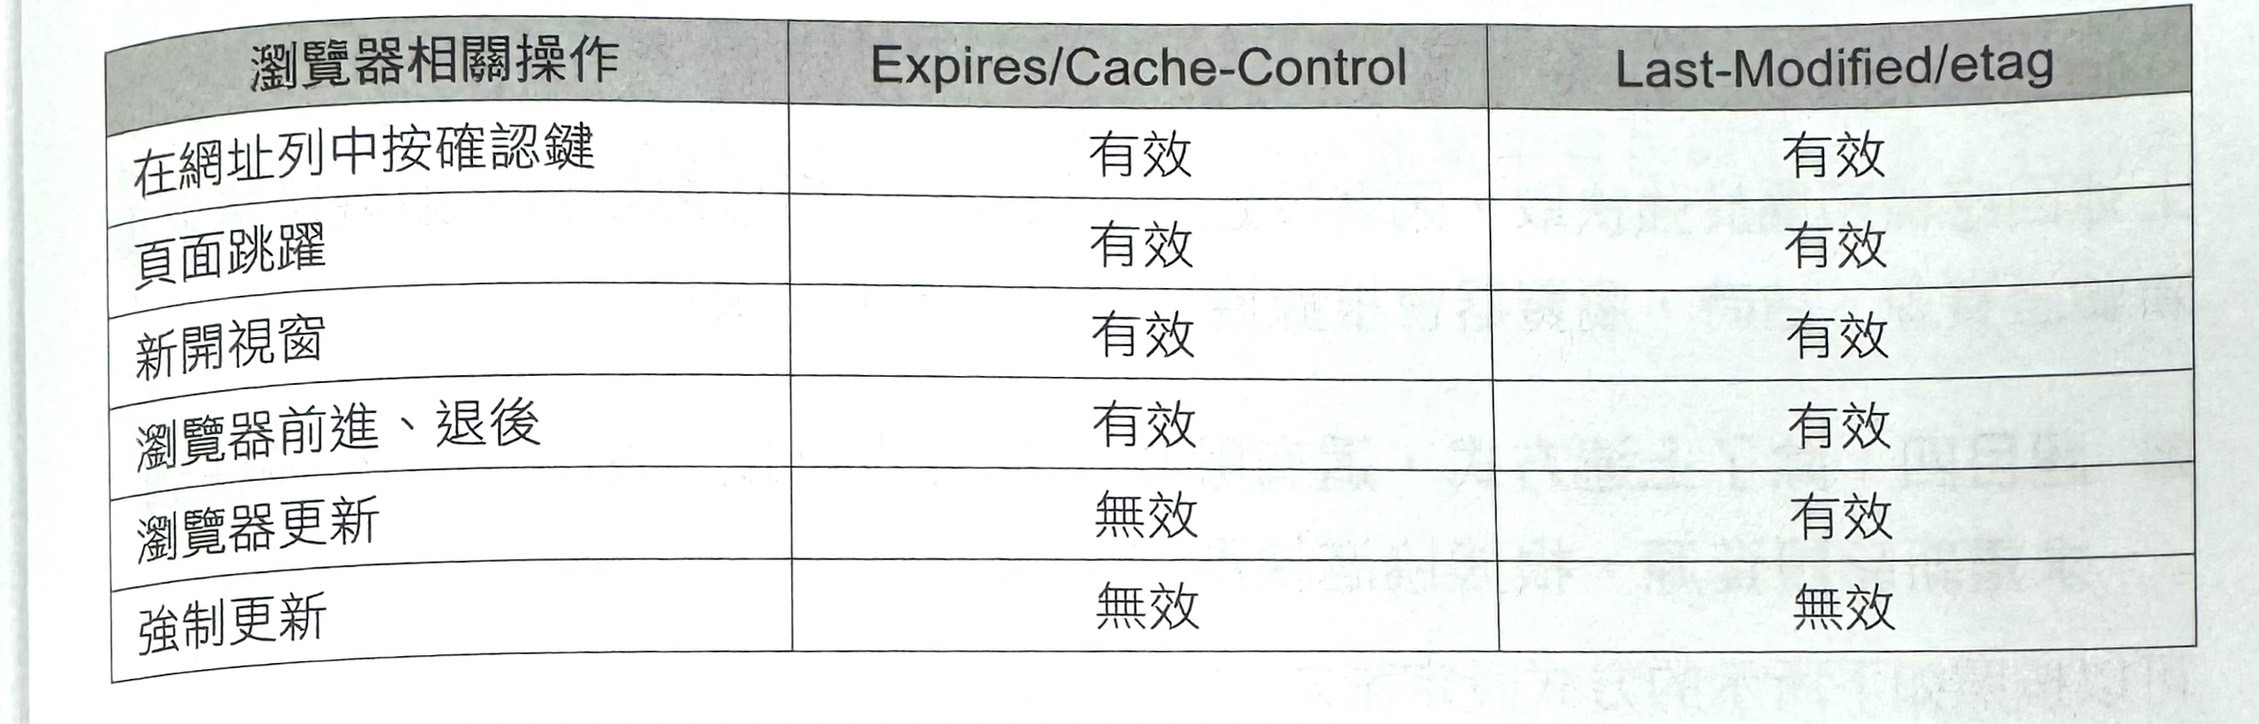 瀏覽器相關操作 Expires/Cache-Control Last-Modified/etag
在網址列中按確認鍵 有效 有效
頁面跳躍 有效 有效
新開視窗 有效 有效
瀏覽器前進、退後 有效 有效
瀏覽器更新 無效 有效
強制更新 無效 無效